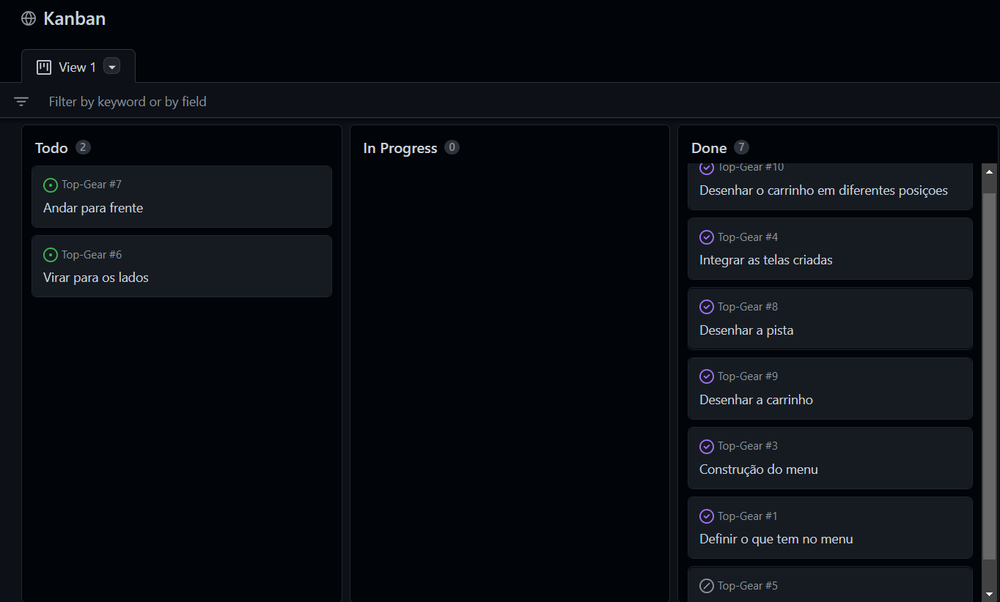 Kanban
View 1
Filter by keyword or by field
Todo 2
Top-Gear #7
Andar para frente
Top-Gear #6
Virar para os lados
In Progress 0
Done 7
Top-Gear #10
Desenhar o carrinho em diferentes posiçoes
Top-Gear #4
Integrar as telas criadas
Top-Gear #8
Desenhar a pista
Top-Gear #9
Desenhar a carrinho
Top-Gear #3
Construção do menu
Top-Gear #1
Definir o que tem no menu
Top-Gear #5